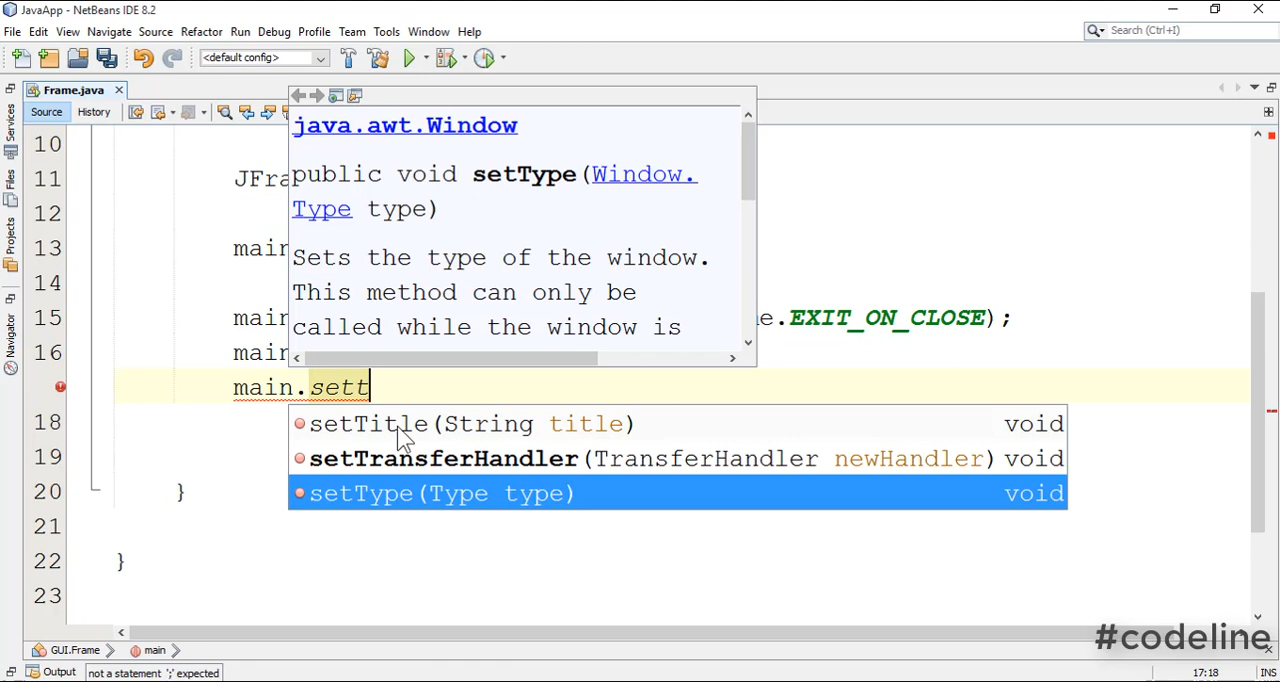 JavaApp - NetBeans IDE 8.2
File Edit View Navigate Source Refactor Run Debug Profile Team Tools Window Help
Search (Ctrl+I)
<default config>
Frame.java
Source History
Services
Files
Projects
Navigator
java.awt.Window
public void setType(Window.
Type type)
Sets the type of the window.
This method can only be
called while the window is
10
11 JFra
12
13 main
14
15 main e.EXIT_ON_CLOSE);
16 main
main.sett
setTitle(String title) void
setTransferHandler(TransferHandler newHandler) void
setType(Type type) void
18
19
20 }
21
22 }
23
#codeline
GUI.Frame main
Output not a statement ';' expected 17:18 INS